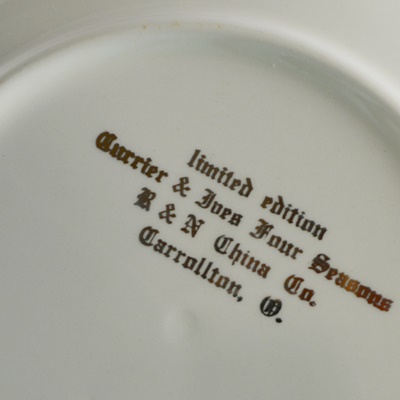 limited edition
Currier & Ives Four Seasons
R & N China Co.
Carrollton, O.